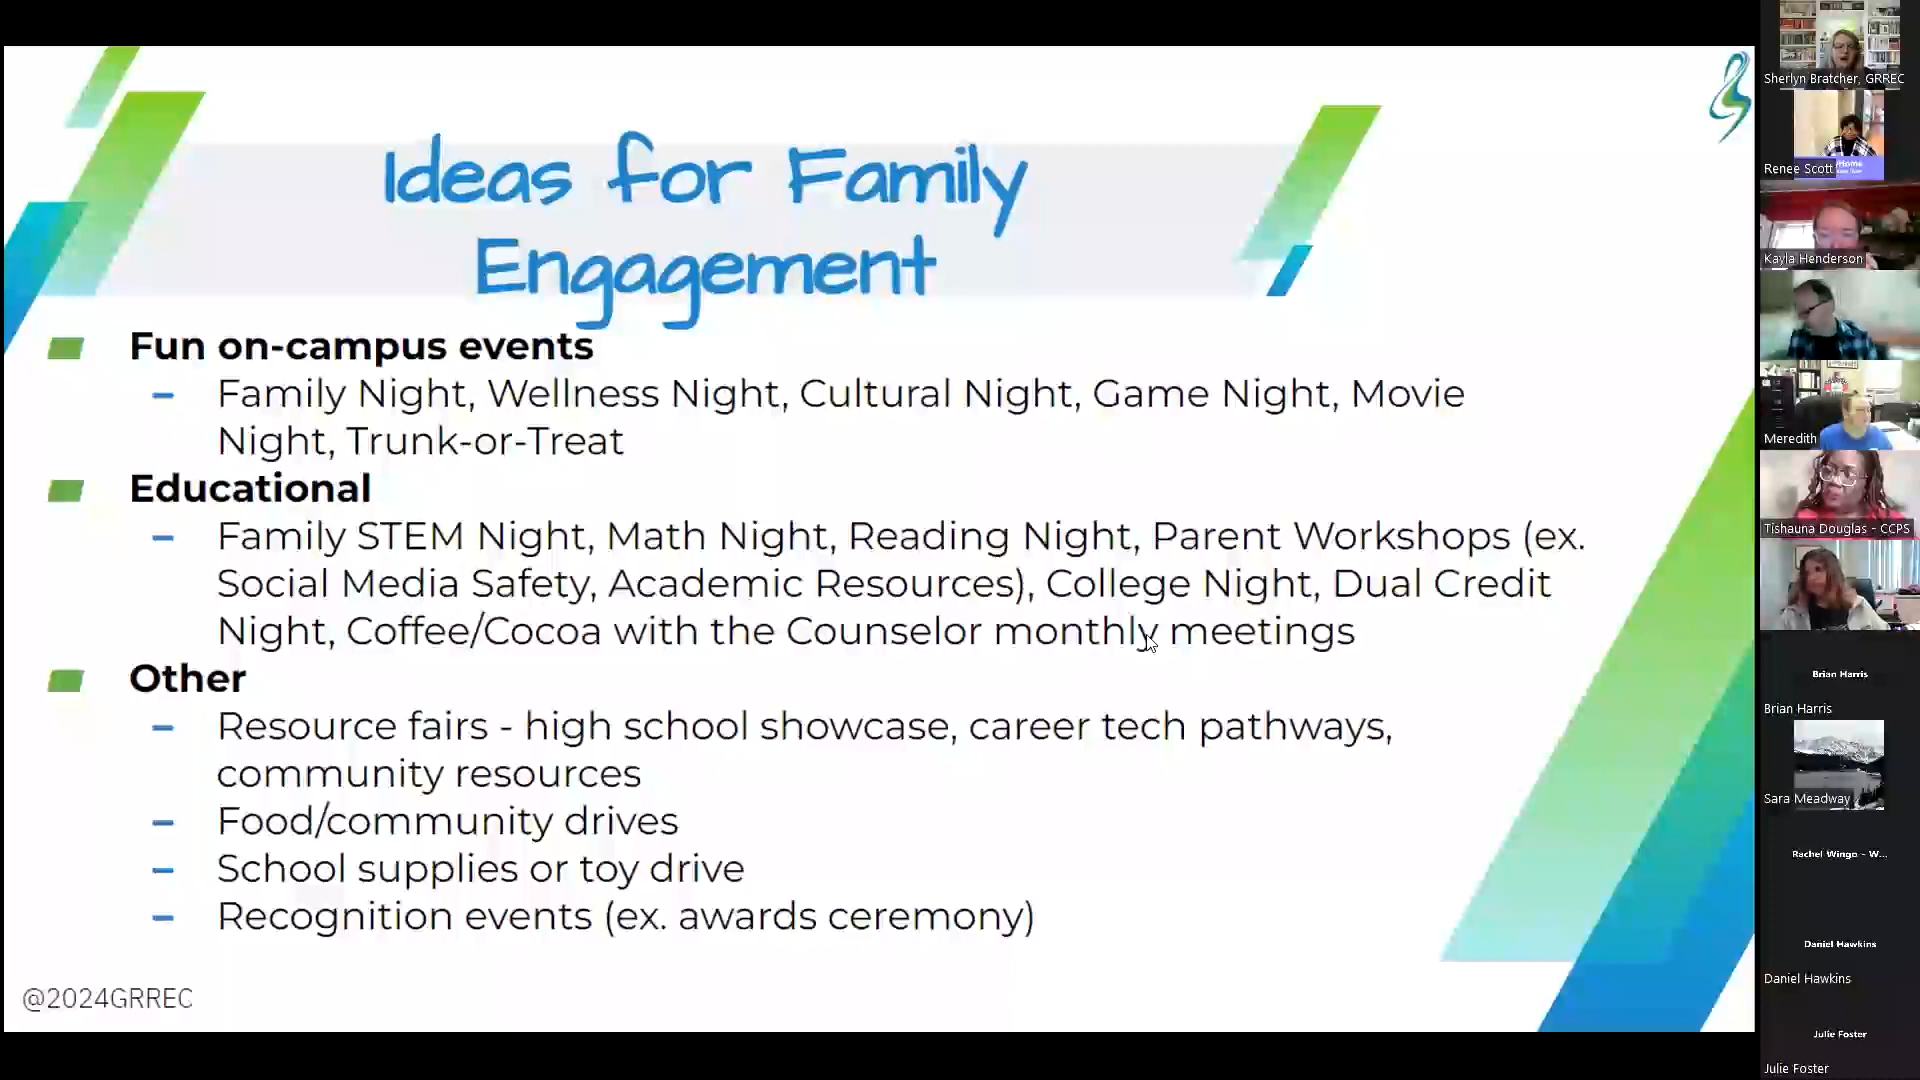 Ideas for Family
Engagement
Fun on-campus events
– Family Night, Wellness Night, Cultural Night, Game Night, Movie
Night, Trunk-or-Treat
Educational
– Family STEM Night, Math Night, Reading Night, Parent Workshops (ex.
Social Media Safety, Academic Resources), College Night, Dual Credit
Night, Coffee/Cocoa with the Counselor monthly meetings
Other
– Resource fairs - high school showcase, career tech pathways,
community resources
– Food/community drives
– School supplies or toy drive
– Recognition events (ex. awards ceremony)
@2024GRREC
Sherlyn Bratcher, GRREC
Renee Scott
Kayla Henderson
Meredith
Tishauna Douglas - CCPS
Brian Harris
Brian Harris
Sara Meadway
Rachel Wingo - W...
Daniel Hawkins
Daniel Hawkins
Julie Foster
Julie Foster